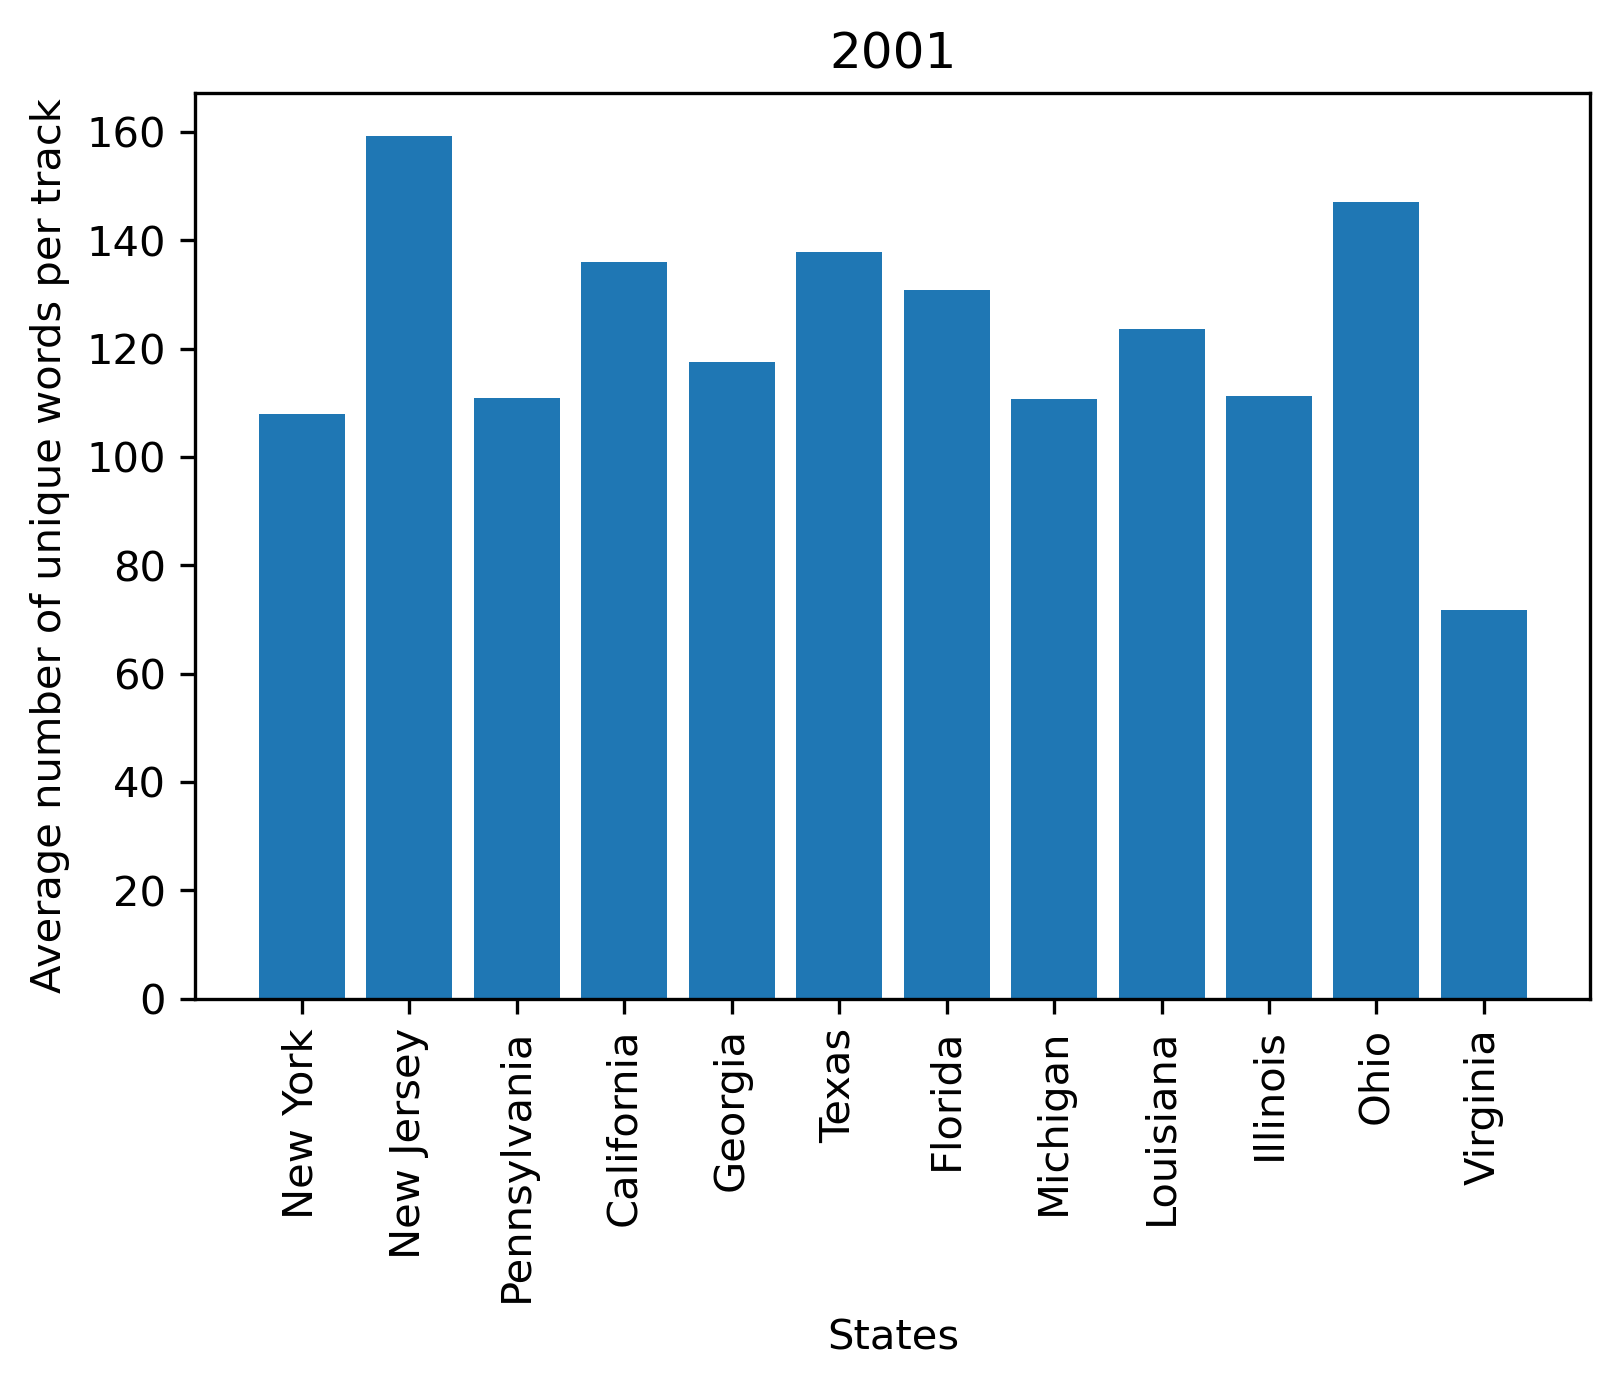 2001
Average number of unique words per track
160
140
120
100
80
60
40
20
0
New York
New Jersey
Pennsylvania
California
Georgia
Texas
Florida
Michigan
Louisiana
Illinois
Ohio
Virginia
States